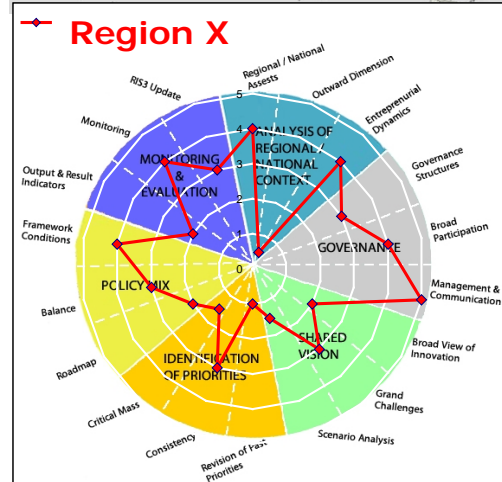 Region X
Regional / National
Assests
Outward Dimension
Entreprenurial
Dynamics
Governance
Structures
Broad
Participation
Management &
Communication
Broad View of
Innovation
Grand
Challenges
Scenario Analysis
Revision of Past
Priorities
Consistency
Critical Mass
Roadmap
Balance
Framework
Conditions
Output & Result
Indicators
Monitoring
RIS3 Update
5
4
3
2
1
0
ANALYSIS OF
REGIONAL /
NATIONAL
CONTEXT
GOVERNANCE
SHARED
VISION
IDENTIFICATION
OF PRIORITIES
POLICY MIX
MONITORING
&
EVALUATION